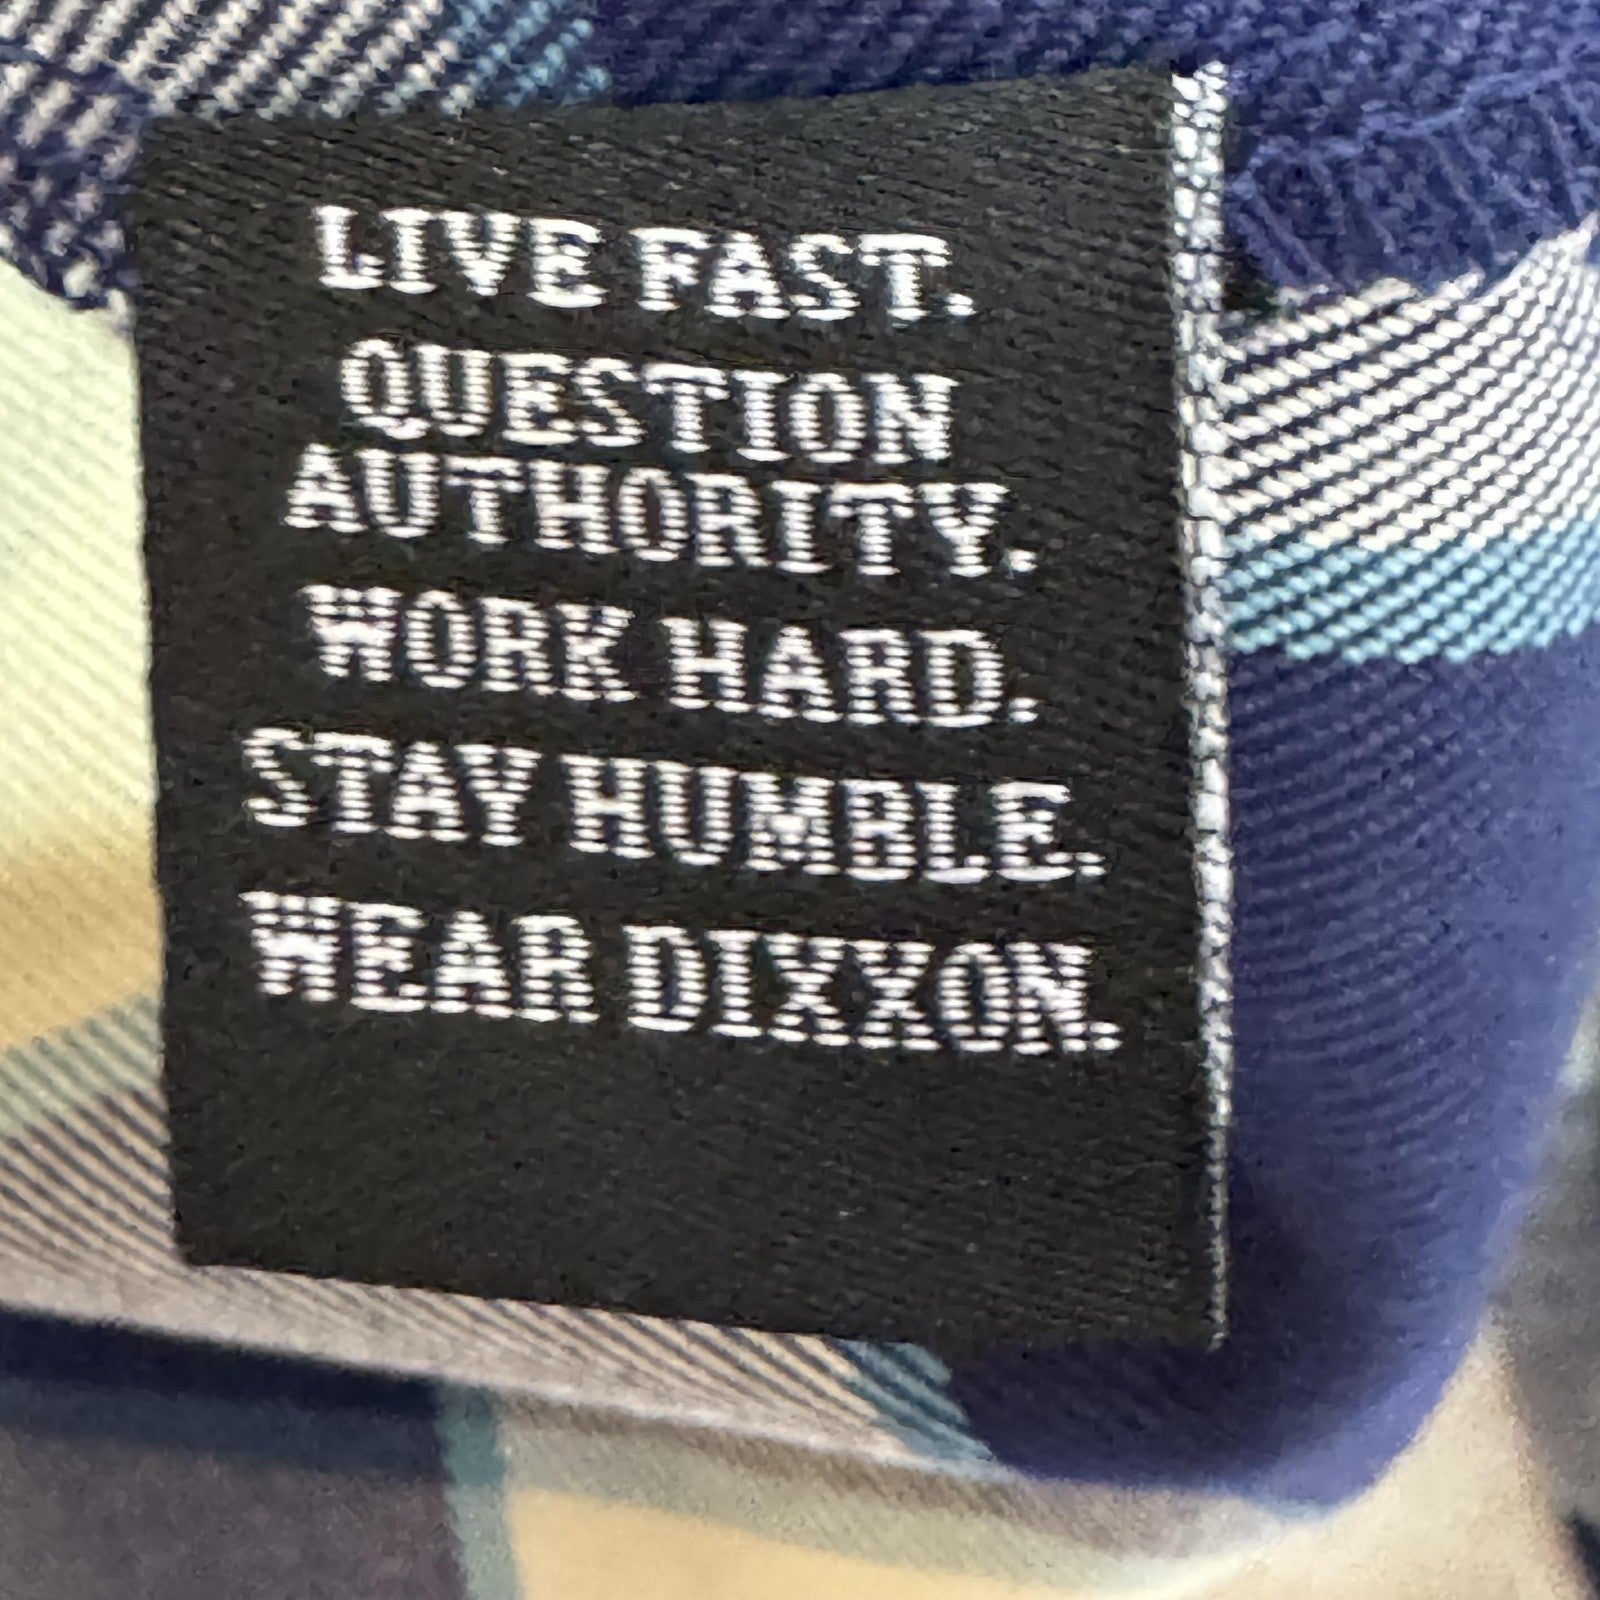 LIVE FAST.
QUESTION
AUTHORITY.
WORK HARD.
STAY HUMBLE.
WEAR DIXXON.